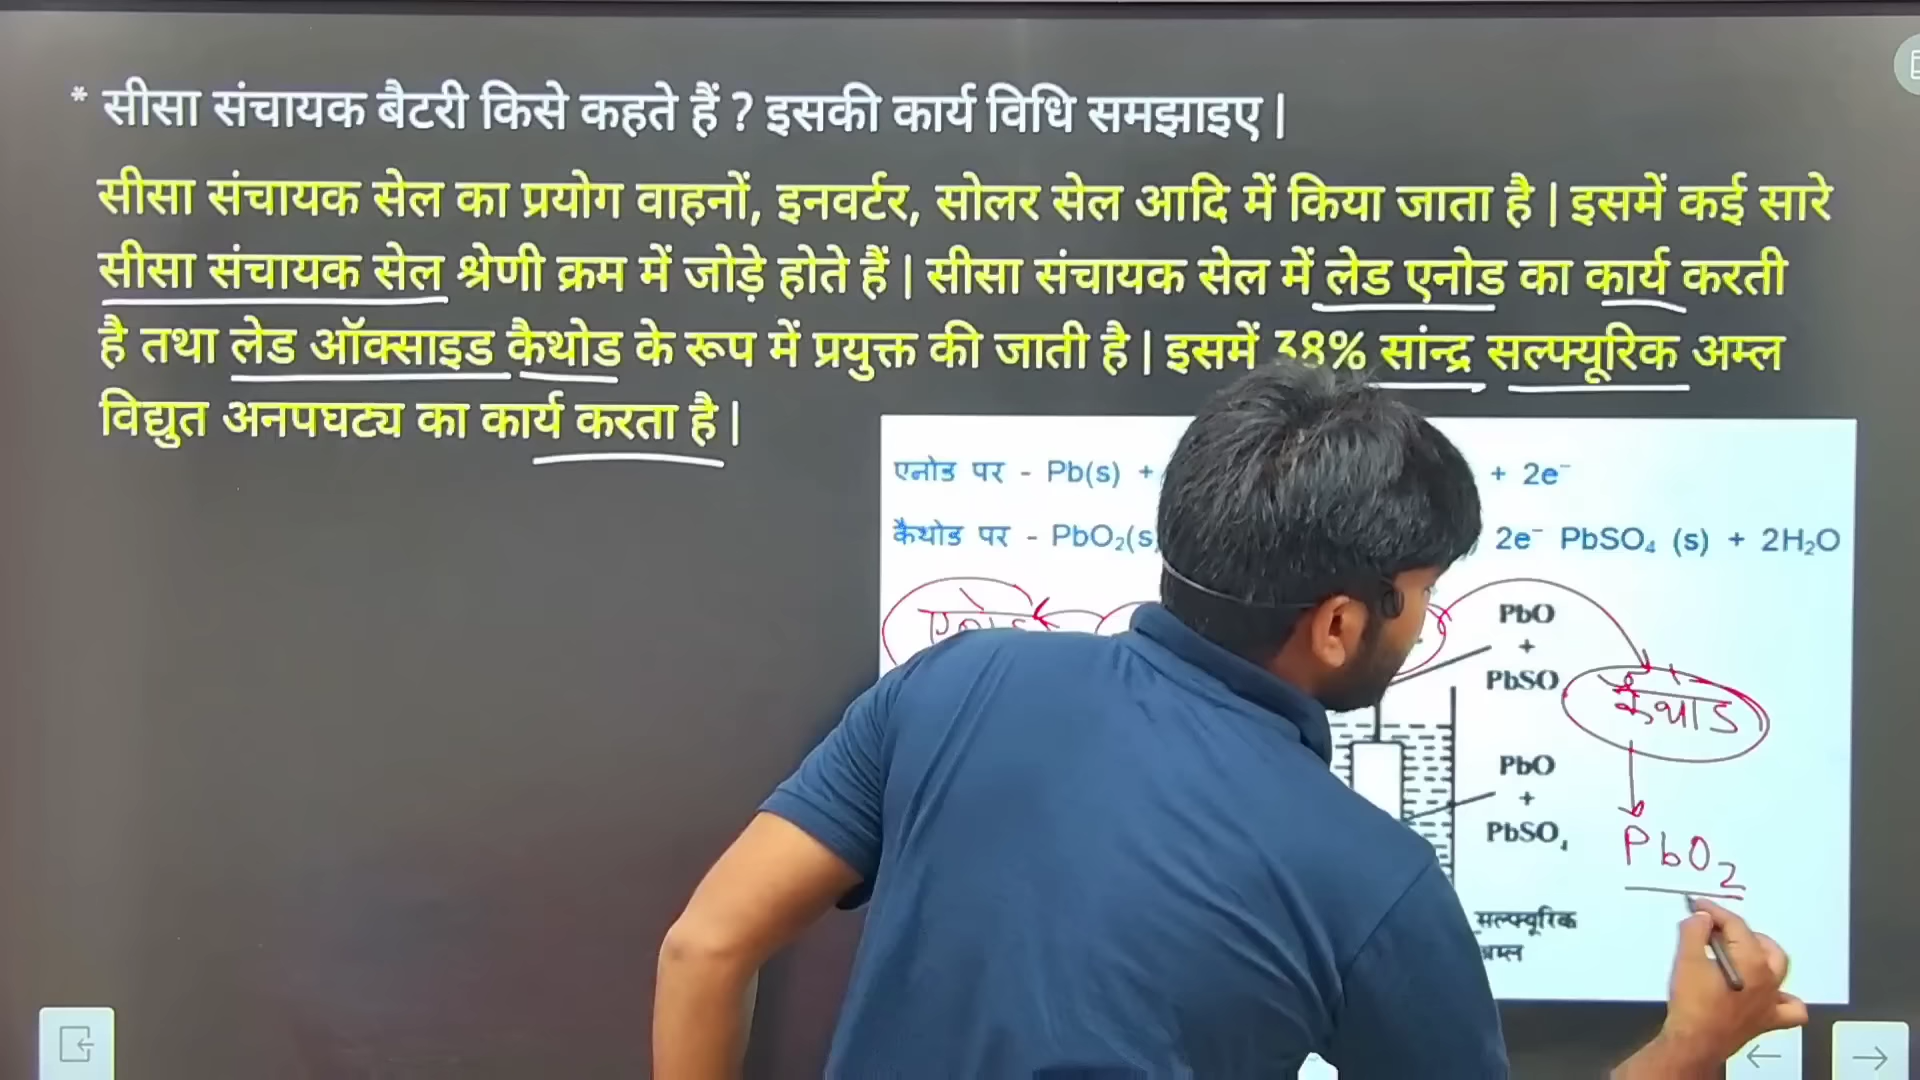 * सीसा संचायक बैटरी किसे कहते हैं ? इसकी कार्य विधि समझाइए |
सीसा संचायक सेल का प्रयोग वाहनों, इनवर्टर, सोलर सेल आदि में किया जाता है | इसमें कई सारे
सीसा संचायक सेल श्रेणी क्रम में जोड़े होते हैं | सीसा संचायक सेल में लेड एनोड का कार्य करती
है तथा लेड ऑक्साइड कैथोड के रूप में प्रयुक्त की जाती है | इसमें 38% सांन्द्र सल्फ्यूरिक अम्ल
विद्युत अनपघट्य का कार्य करता है |
एनोड पर - Pb(s) + + 2e⁻
कैथोड पर - PbO₂(s 2e⁻ PbSO₄ (s) + 2H₂O
PbO
+
PbSO
कैथोड
PbO
+
PbSO₄
PbO₂
सल्फ्यूरिक
अम्ल